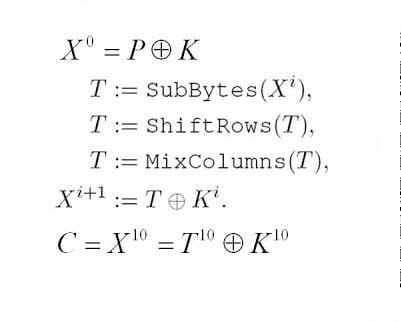 X⁰ = P ⊕ K
T := SubBytes(Xⁱ),
T := ShiftRows(T),
T := MixColumns(T),
Xⁱ⁺¹ := T ⊕ Kⁱ.
C = X¹⁰ = T¹⁰ ⊕ K¹⁰